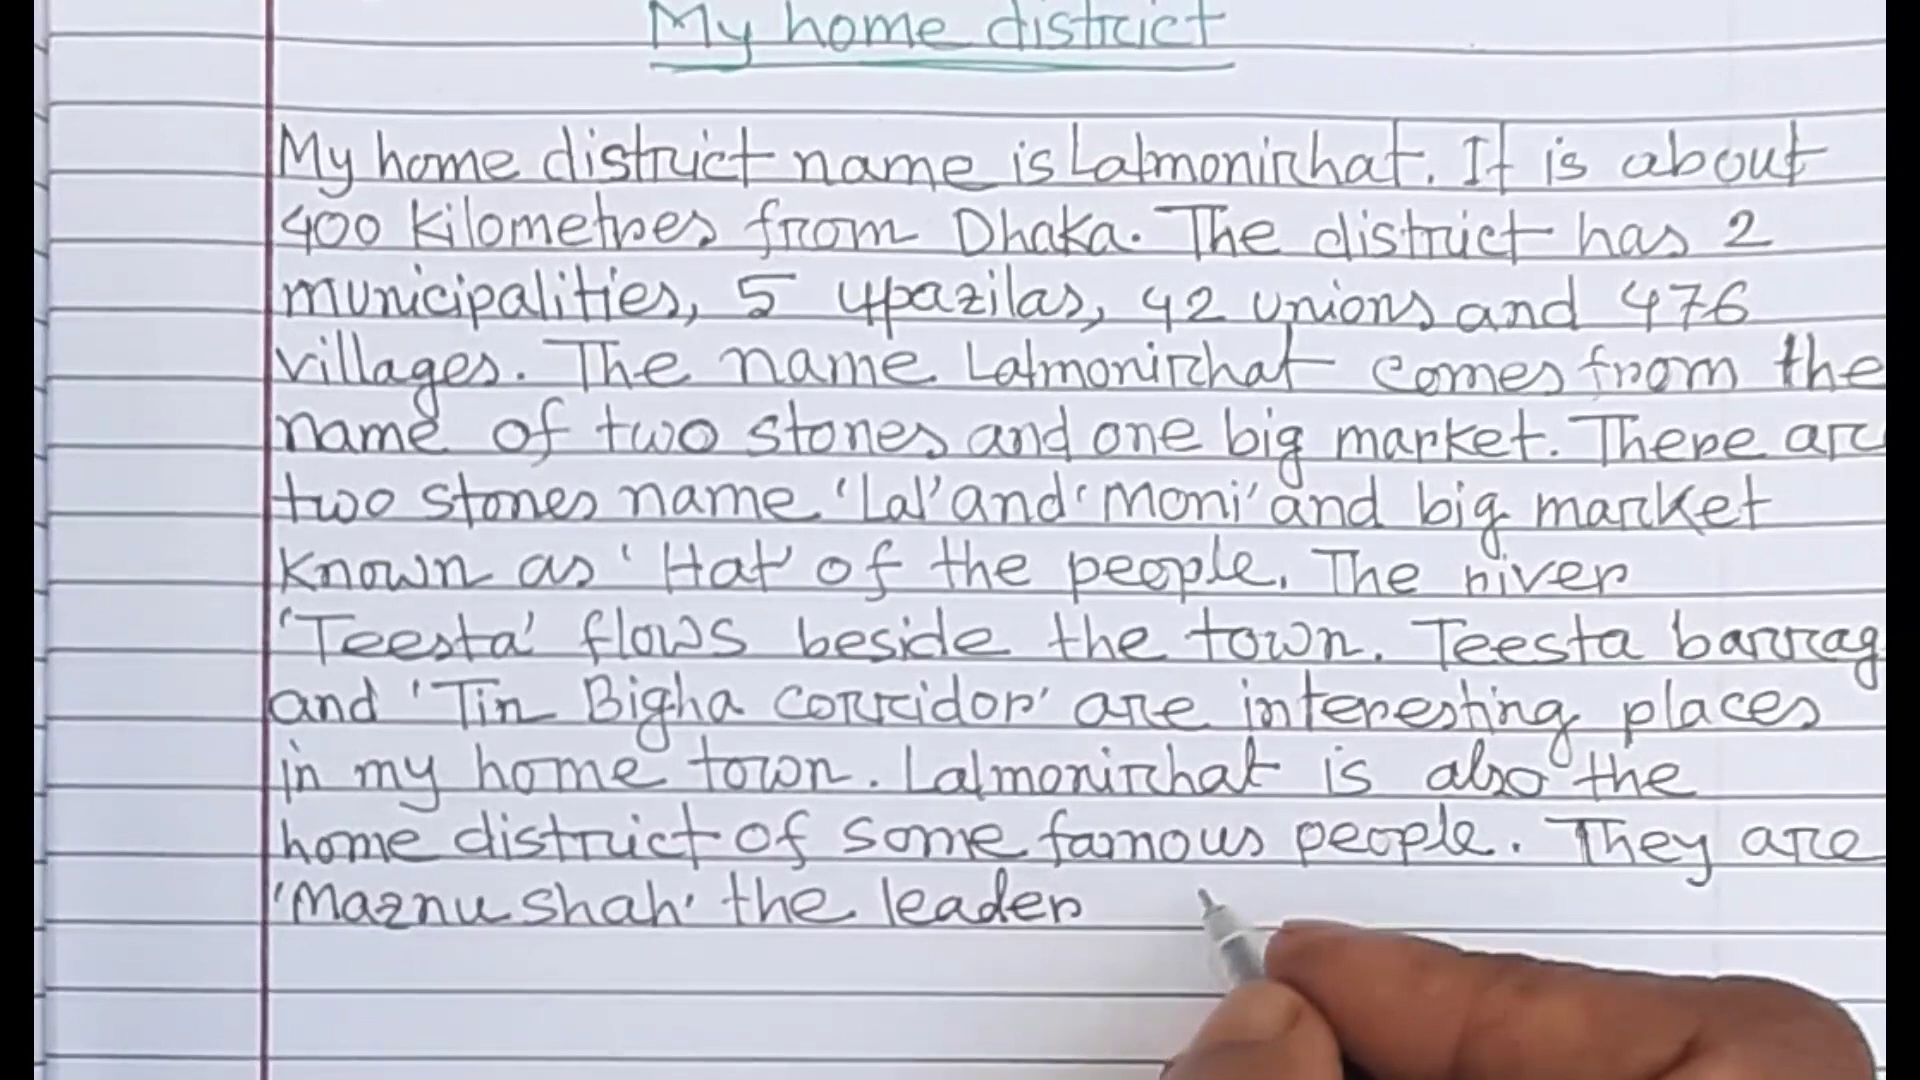 My home district
My home district name is Lalmonirhat. It is about
400 kilometres from Dhaka. The district has 2
municipalities, 5 upazilas, 42 unions and 476
villages. The name Lalmonirhat comes from the
name of two stones and one big market. There are
two stones name 'Lal' and 'Moni' and big market
known as 'Hat' of the people. The river
'Teesta' flows beside the town. Teesta barrag
and 'Tin Bigha corridor' are interesting places
in my home town. Lalmonirhat is also the
home district of some famous people. They are
'Maznu shah' the leader